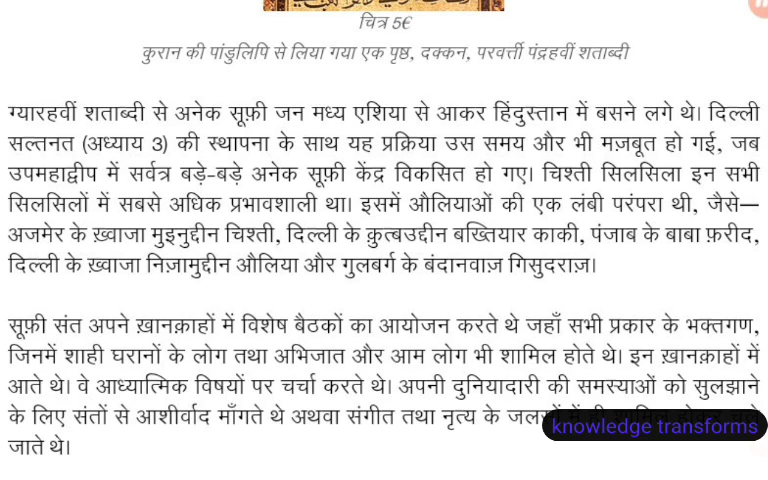 चित्र 5€
कुरान की पांडुलिपि से लिया गया एक पृष्ठ, दक्कन, परवर्त्ती पंद्रहवीं शताब्दी
ग्यारहवीं शताब्दी से अनेक सूफ़ी जन मध्य एशिया से आकर हिंदुस्तान में बसने लगे थे। दिल्ली
सल्तनत (अध्याय 3) की स्थापना के साथ यह प्रक्रिया उस समय और भी मज़बूत हो गई, जब
उपमहाद्वीप में सर्वत्र बड़े-बड़े अनेक सूफ़ी केंद्र विकसित हो गए। चिश्ती सिलसिला इन सभी
सिलसिलों में सबसे अधिक प्रभावशाली था। इसमें औलियाओं की एक लंबी परंपरा थी, जैसे—
अजमेर के ख़्वाजा मुइनुद्दीन चिश्ती, दिल्ली के क़ुत्बउद्दीन बख्तियार काकी, पंजाब के बाबा फ़रीद,
दिल्ली के ख़्वाजा निज़ामुद्दीन औलिया और गुलबर्ग के बंदानवाज़ गिसुदराज़।
सूफ़ी संत अपने ख़ानक़ाहों में विशेष बैठकों का आयोजन करते थे जहाँ सभी प्रकार के भक्तगण,
जिनमें शाही घरानों के लोग तथा अभिजात और आम लोग भी शामिल होते थे। इन ख़ानक़ाहों में
आते थे। वे आध्यात्मिक विषयों पर चर्चा करते थे। अपनी दुनियादारी की समस्याओं को सुलझाने
के लिए संतों से आशीर्वाद माँगते थे अथवा संगीत तथा नृत्य के
जाते थे।
knowledge transforms